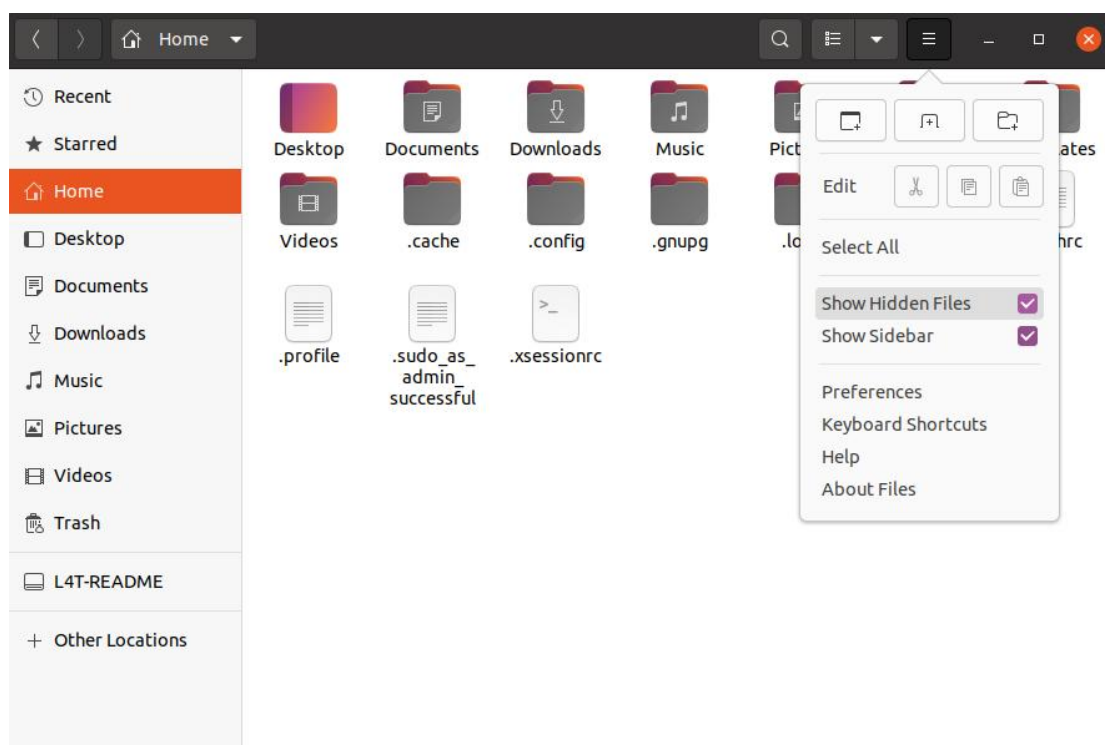 Home
Recent
Starred
Home
Desktop
Documents
Downloads
Music
Pictures
Videos
Trash
L4T-README
Other Locations
Desktop
Documents
Downloads
Music
Pict
ates
Videos
.cache
.config
.gnupg
.lo
hrc
.profile
.sudo_as_
admin_
successful
.xsessionrc
Edit
Select All
Show Hidden Files
Show Sidebar
Preferences
Keyboard Shortcuts
Help
About Files